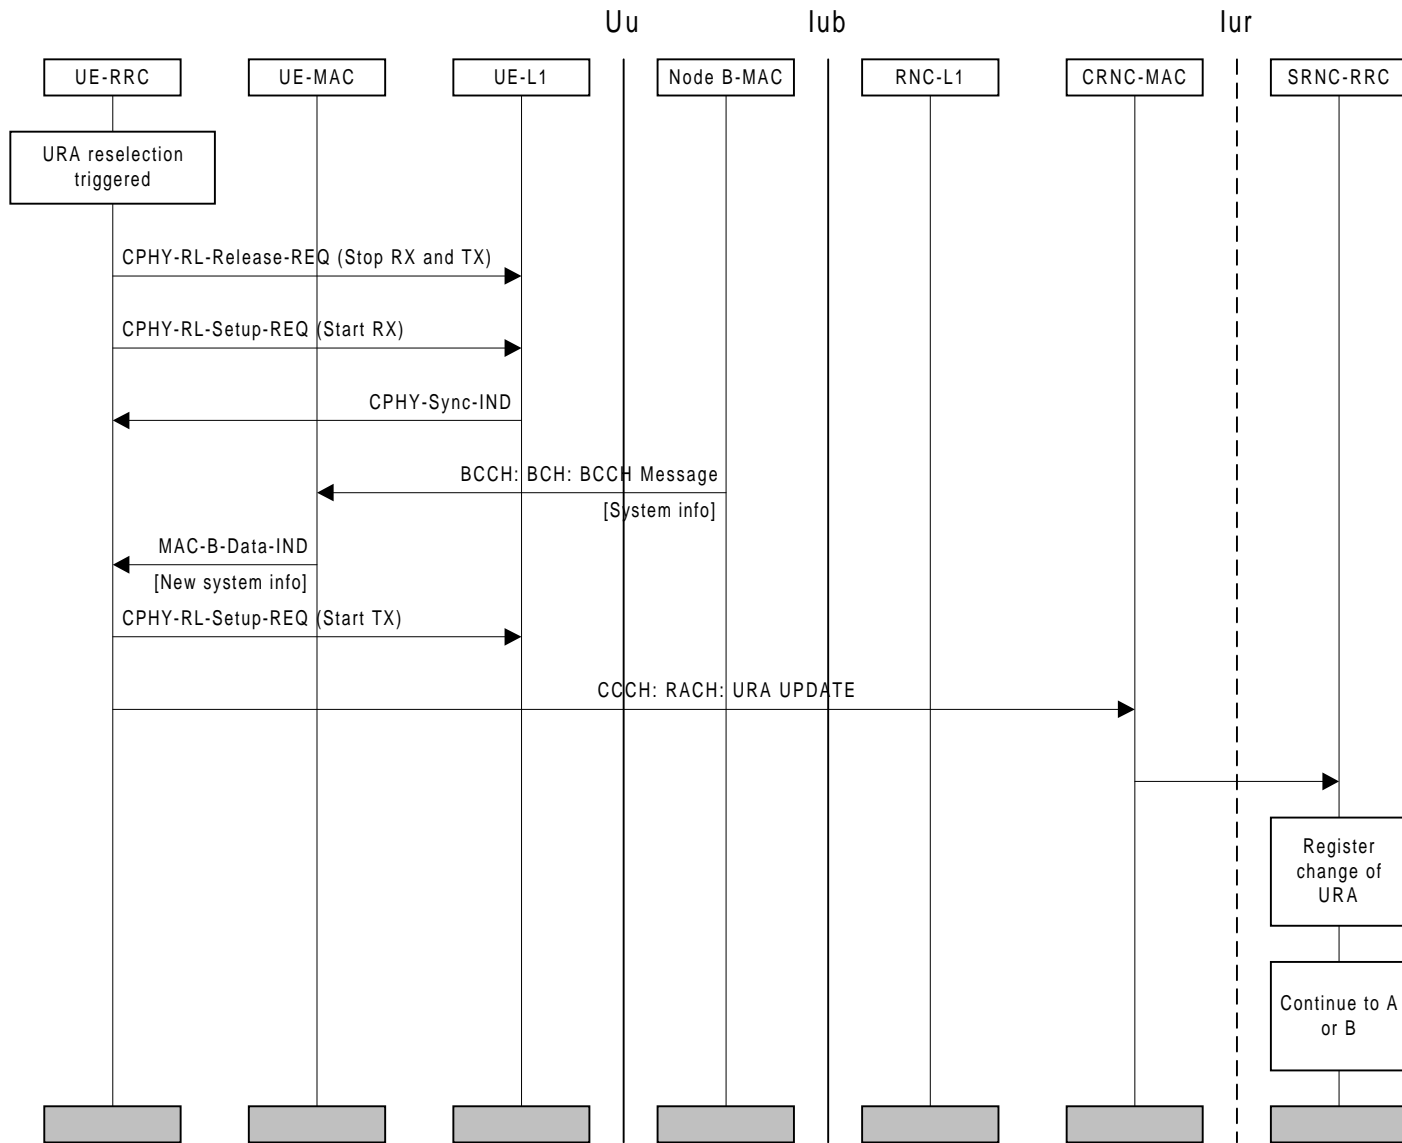 Uu Iub Iur
UE-RRC UE-MAC UE-L1 Node B-MAC RNC-L1 CRNC-MAC SRNC-RRC
URA reselection
triggered
CPHY-RL-Release-REQ (Stop RX and TX)
CPHY-RL-Setup-REQ (Start RX)
CPHY-Sync-IND
BCCH: BCH: BCCH Message
[System info]
MAC-B-Data-IND
[New system info]
CPHY-RL-Setup-REQ (Start TX)
CCCH: RACH: URA UPDATE
Register
change of
URA
Continue to A
or B